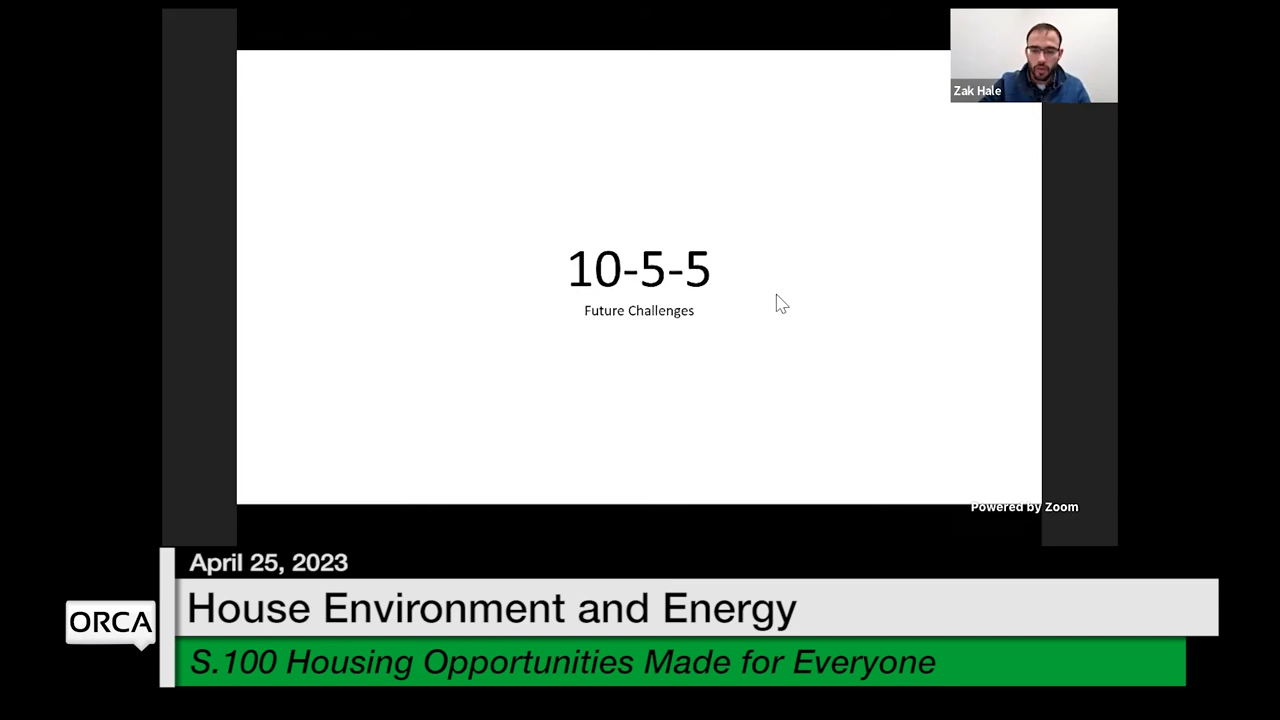 Zak Hale
10-5-5
Future Challenges
Powered by Zoom
April 25, 2023
House Environment and Energy
ORCA
S.100 Housing Opportunities Made for Everyone